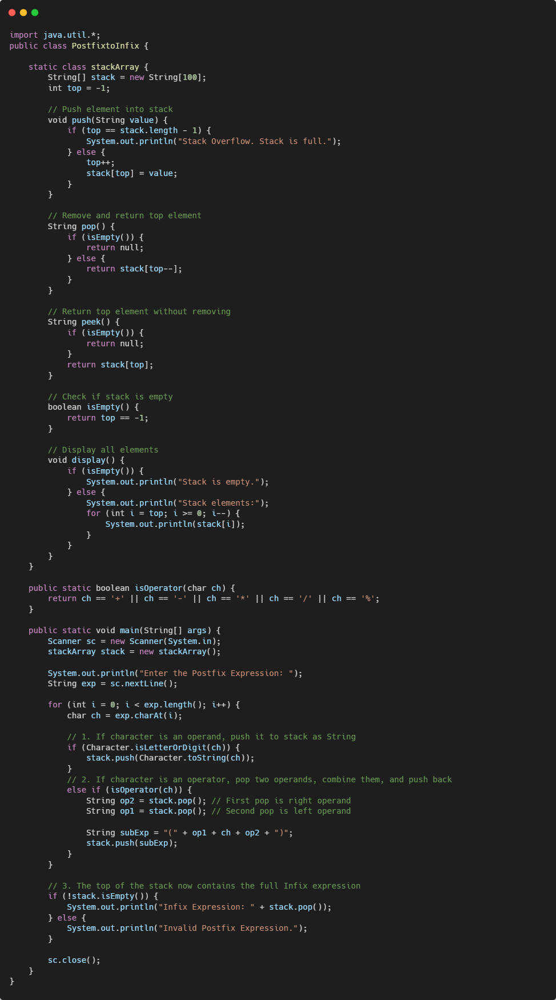 import java.util.*;
public class PostfixtoInfix {

    static class stackArray {
        String[] stack = new String[100];
        int top = -1;

        // Push element into stack
        void push(String value) {
            if (top == stack.length - 1) {
                System.out.println("Stack Overflow. Stack is full.");
            } else {
                top++;
                stack[top] = value;
            }
        }

        // Remove and return top element
        String pop() {
            if (isEmpty()) {
                return null;
            } else {
                return stack[top--];
            }
        }

        // Return top element without removing
        String peek() {
            if (isEmpty()) {
                return null;
            }
            return stack[top];
        }

        // Check if stack is empty
        boolean isEmpty() {
            return top == -1;
        }

        // Display all elements
        void display() {
            if (isEmpty()) {
                System.out.println("Stack is empty.");
            } else {
                System.out.println("Stack elements:");
                for (int i = top; i >= 0; i--) {
                    System.out.println(stack[i]);
                }
            }
        }
    }

    public static boolean isOperator(char ch) {
        return ch == '+' || ch == '-' || ch == '*' || ch == '/' || ch == '%';
    }

    public static void main(String[] args) {
        Scanner sc = new Scanner(System.in);
        stackArray stack = new stackArray();

        System.out.println("Enter the Postfix Expression: ");
        String exp = sc.nextLine();

        for (int i = 0; i < exp.length(); i++) {
            char ch = exp.charAt(i);

            // 1. If character is an operand, push it to stack as String
            if (Character.isLetterOrDigit(ch)) {
                stack.push(Character.toString(ch));
            }
            // 2. If character is an operator, pop two operands, combine them, and push back
            else if (isOperator(ch)) {
                String op2 = stack.pop(); // First pop is right operand
                String op1 = stack.pop(); // Second pop is left operand

                String subExp = "(" + op1 + ch + op2 + ")";
                stack.push(subExp);
            }
        }

        // 3. The top of the stack now contains the full Infix expression
        if (!stack.isEmpty()) {
            System.out.println("Infix Expression: " + stack.pop());
        } else {
            System.out.println("Invalid Postfix Expression.");
        }

        sc.close();
    }
}